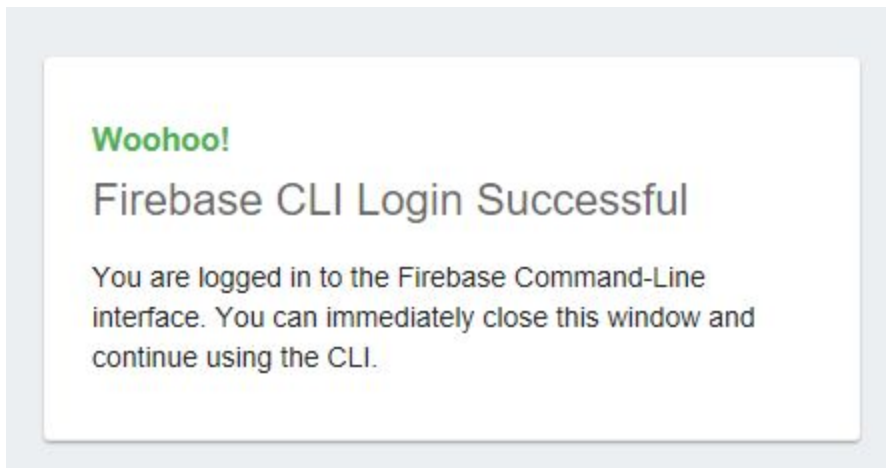 Woohoo!
Firebase CLI Login Successful
You are logged in to the Firebase Command-Line
interface. You can immediately close this window and
continue using the CLI.